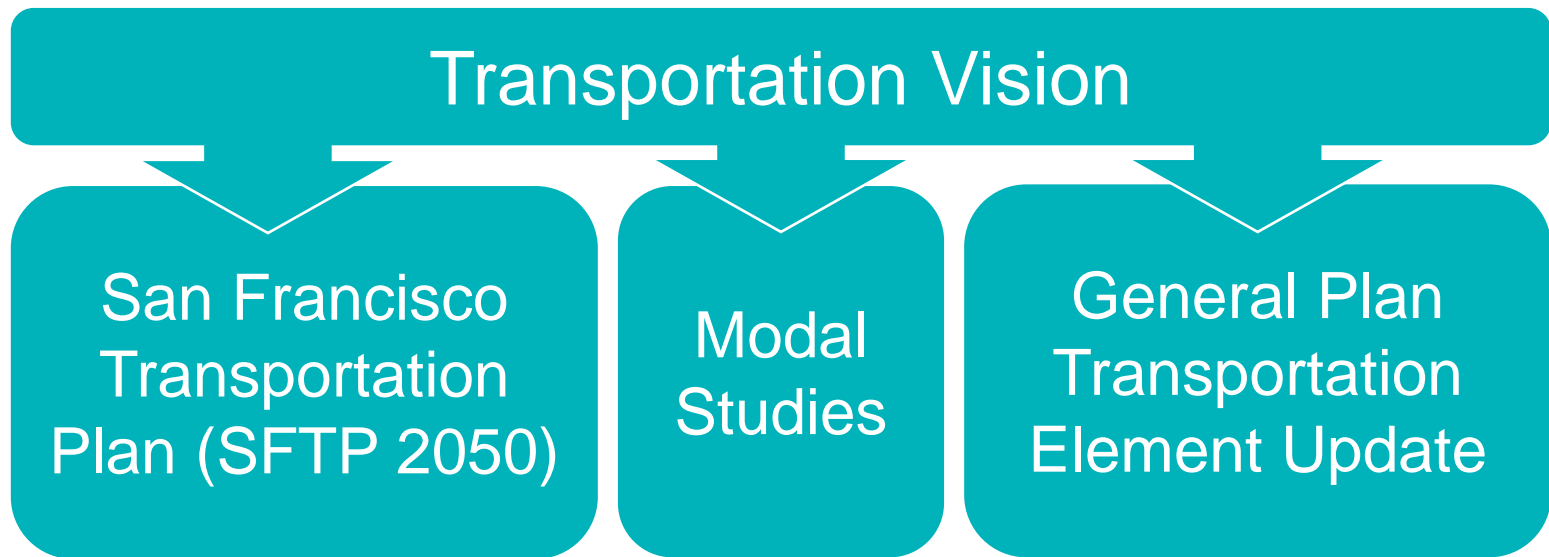 Transportation Vision
San Francisco
Transportation
Plan (SFTP 2050)
Modal
Studies
General Plan
Transportation
Element Update